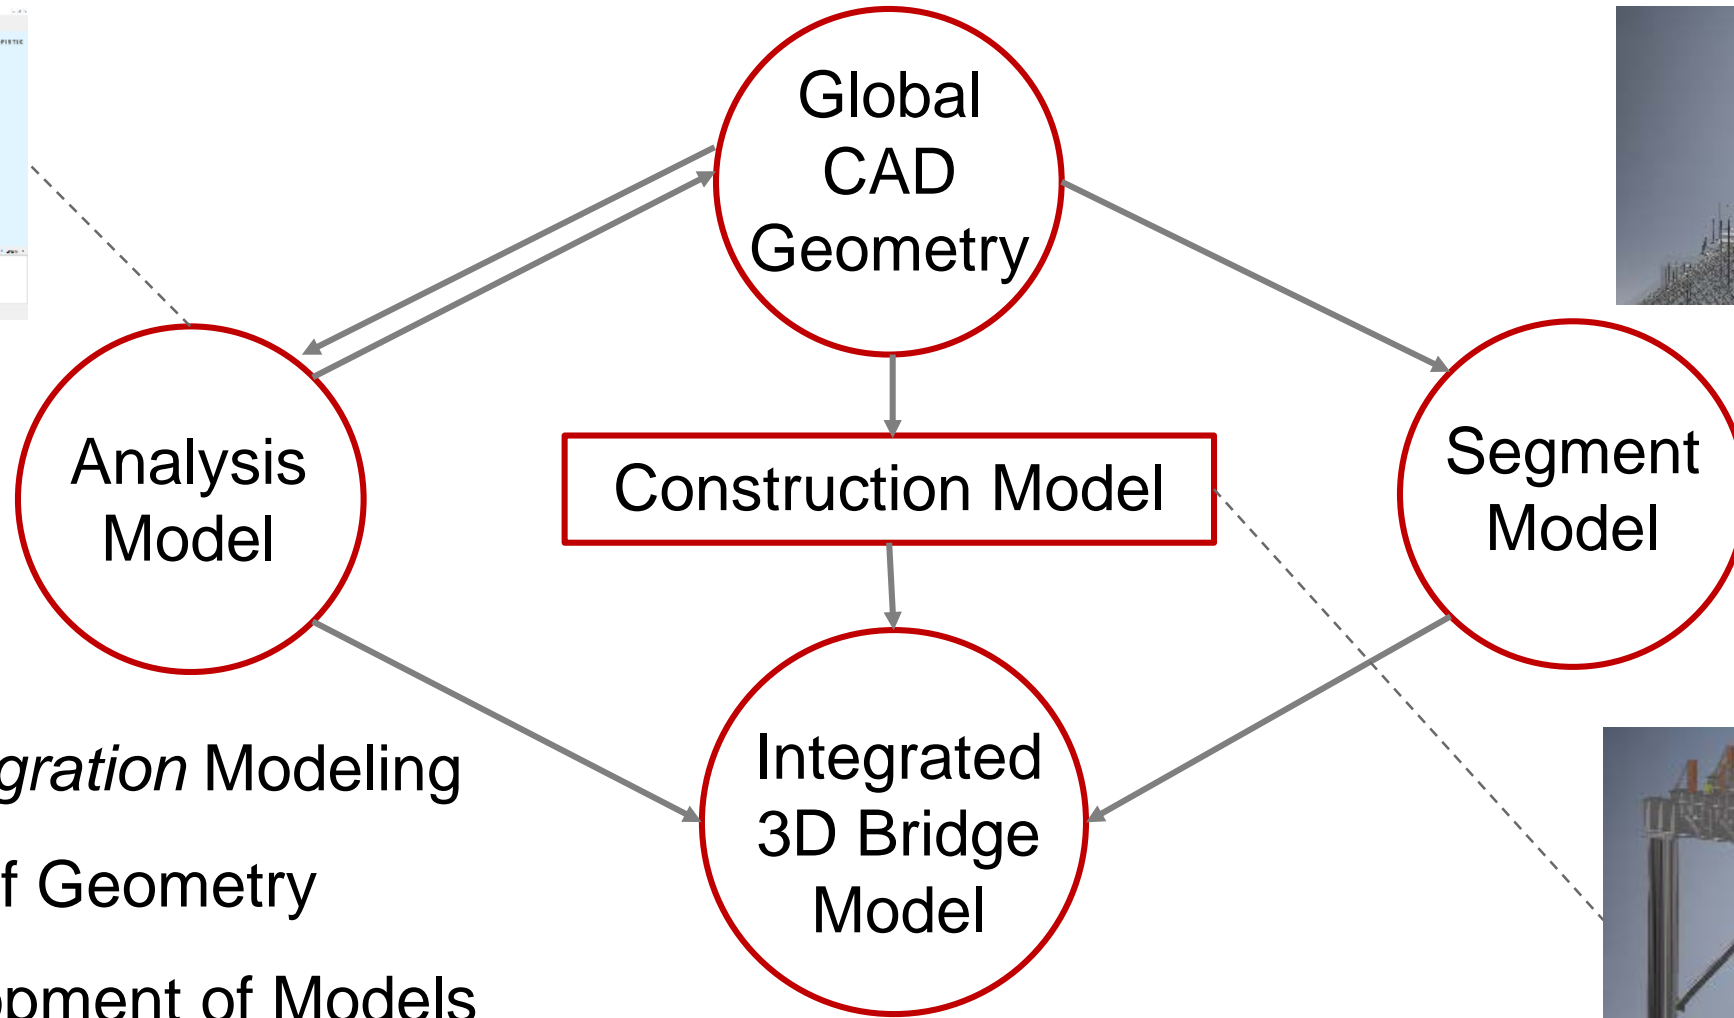 Global
CAD
Geometry
Analysis
Model
Construction Model
Segment
Model
Integrated
3D Bridge
Model
gration Modeling
f Geometry
opment of Models